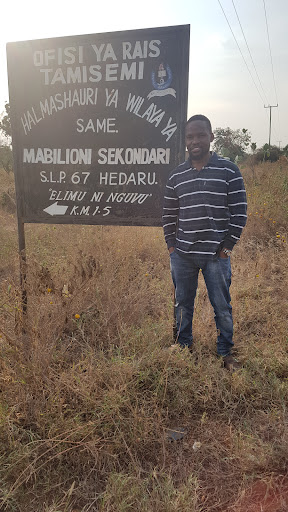 OFISI YA RAIS
TAMISEMI
HALMASHAURI YA WILAYA YA
SAME.
MABILIONI SEKONDARI
S.L.P. 67 HEDARU.
"ELIMU NI NGUVU"
K.M. 1·5